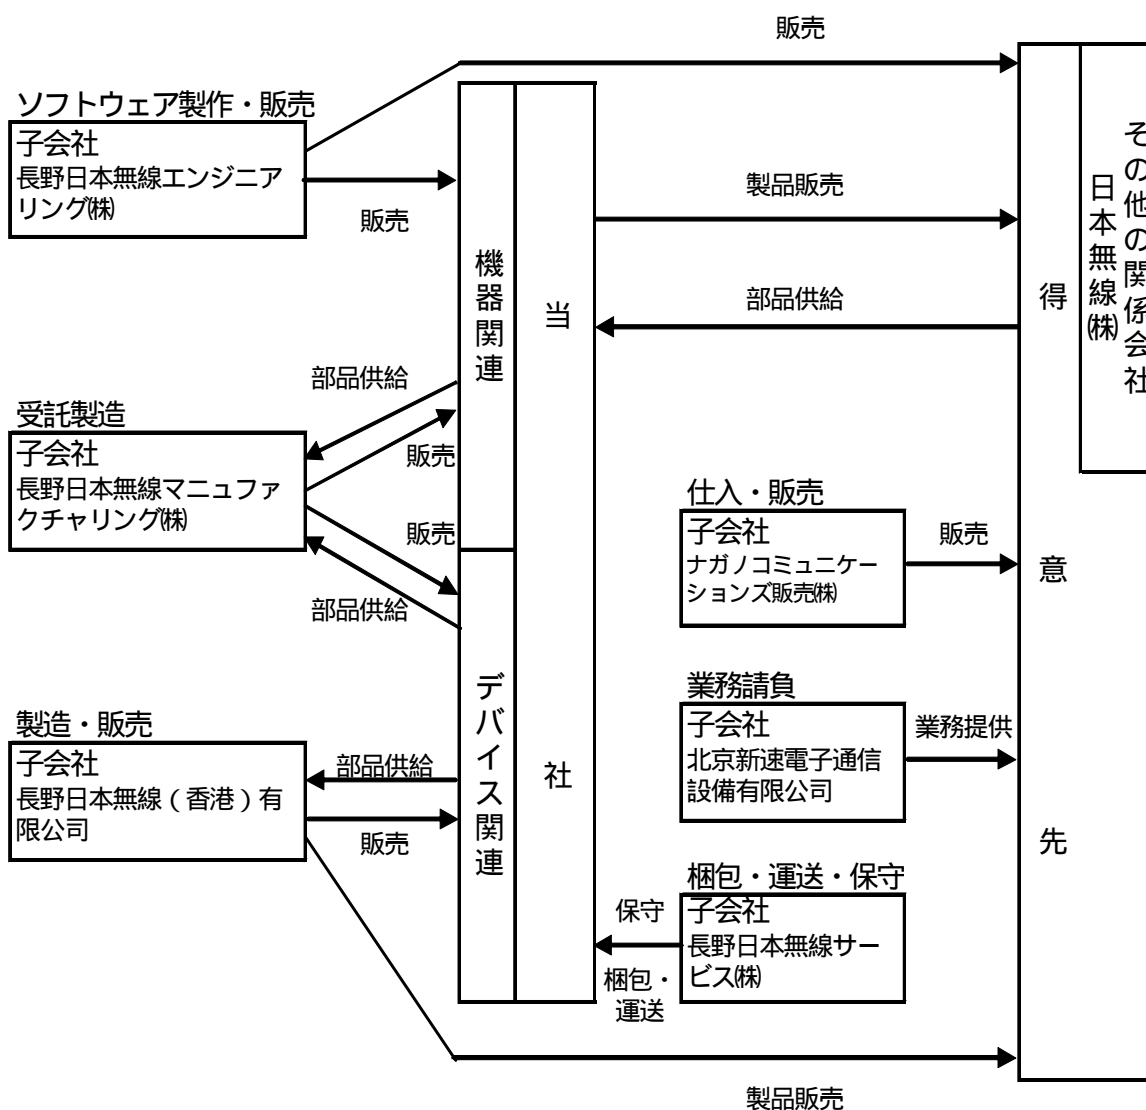 販売
ソフトウェア製作・販売
子会社
長野日本無線エンジニア
リング㈱
販売
製品販売
部品供給
機器関連
当社
得意先
日本無線㈱
その他の関係会社
部品供給
受託製造
子会社
長野日本無線マニュファ
クチャリング㈱
販売
販売
部品供給
仕入・販売
子会社
ナガノコミュニケー
ションズ販売㈱
販売
デバイス関連
業務請負
子会社
北京新速電子通信
設備有限公司
業務提供
製造・販売
子会社
長野日本無線(香港)有
限公司
部品供給
販売
梱包・運送・保守
子会社
長野日本無線サー
ビス㈱
保守
梱包・
運送
製品販売